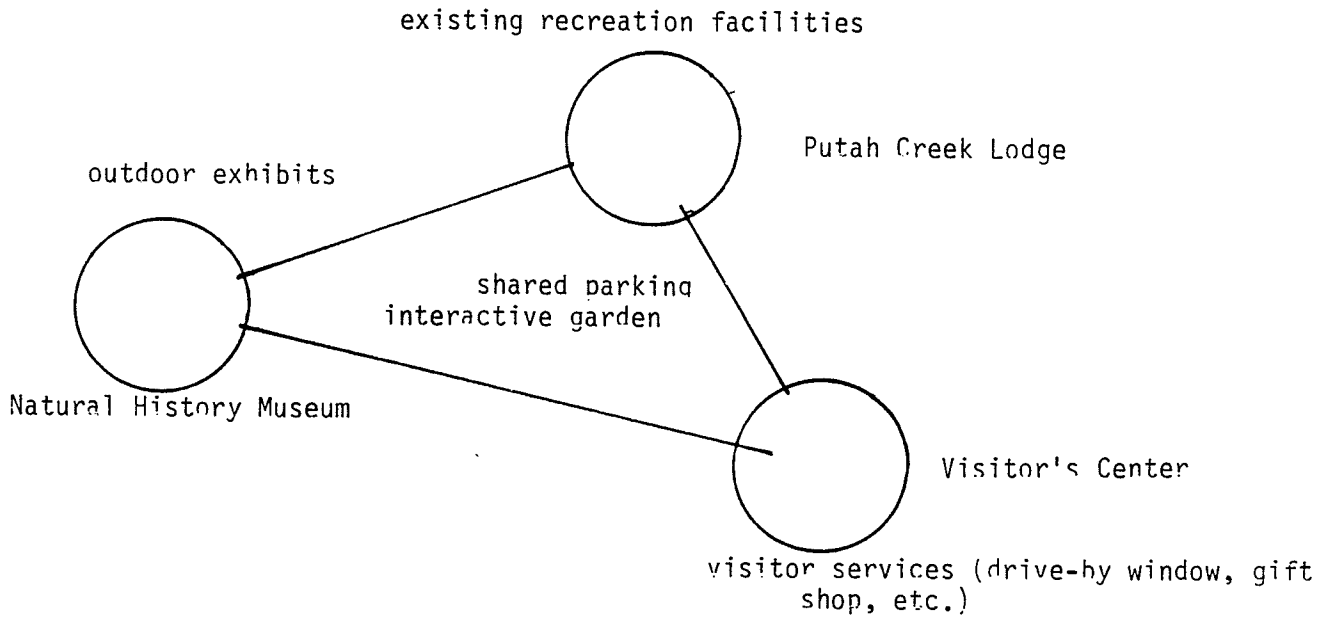 existing recreation facilities
Putah Creek Lodge
outdoor exhibits
shared parking
interactive garden
Natural History Museum
Visitor's Center
visitor services (drive-by window, gift
shop, etc.)